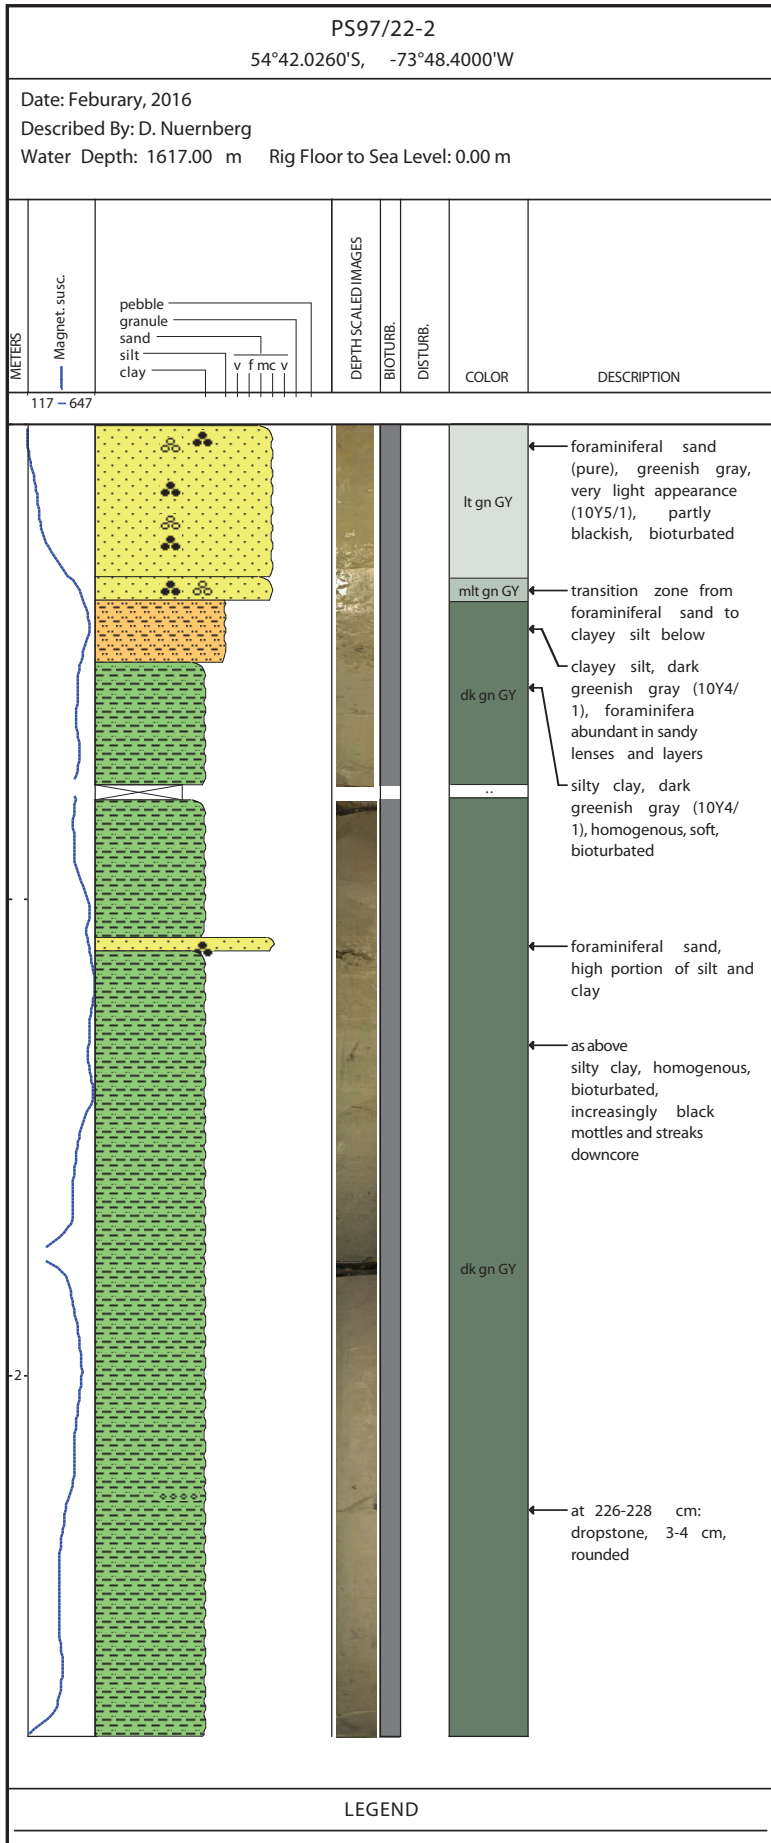 PS97/22-2
54°42.0260'S, -73°48.4000'W
Date: Feburary, 2016
Described By: D. Nuernberg
Water Depth: 1617.00 m Rig Floor to Sea Level: 0.00 m
METERS
Magnet. susc.
pebble
granule
sand
silt
clay
v f m c v
DEPTH SCALED IMAGES
BIOTURB.
DISTURB.
COLOR
DESCRIPTION
117 – 647
lt gn GY
foraminiferal sand
(pure), greenish gray,
very light appearance
(10Y5/1), partly
blackish, bioturbated
mlt gn GY
transition zone from
foraminiferal sand to
clayey silt below
dk gn GY
clayey silt, dark
greenish gray (10Y4/
1), foraminifera
abundant in sandy
lenses and layers
silty clay, dark
greenish gray (10Y4/
1), homogenous, soft,
bioturbated
..
foraminiferal sand,
high portion of silt and
clay
as above
silty clay, homogenous,
bioturbated,
increasingly black
mottles and streaks
downcore
dk gn GY
2
at 226-228 cm:
dropstone, 3-4 cm,
rounded
LEGEND